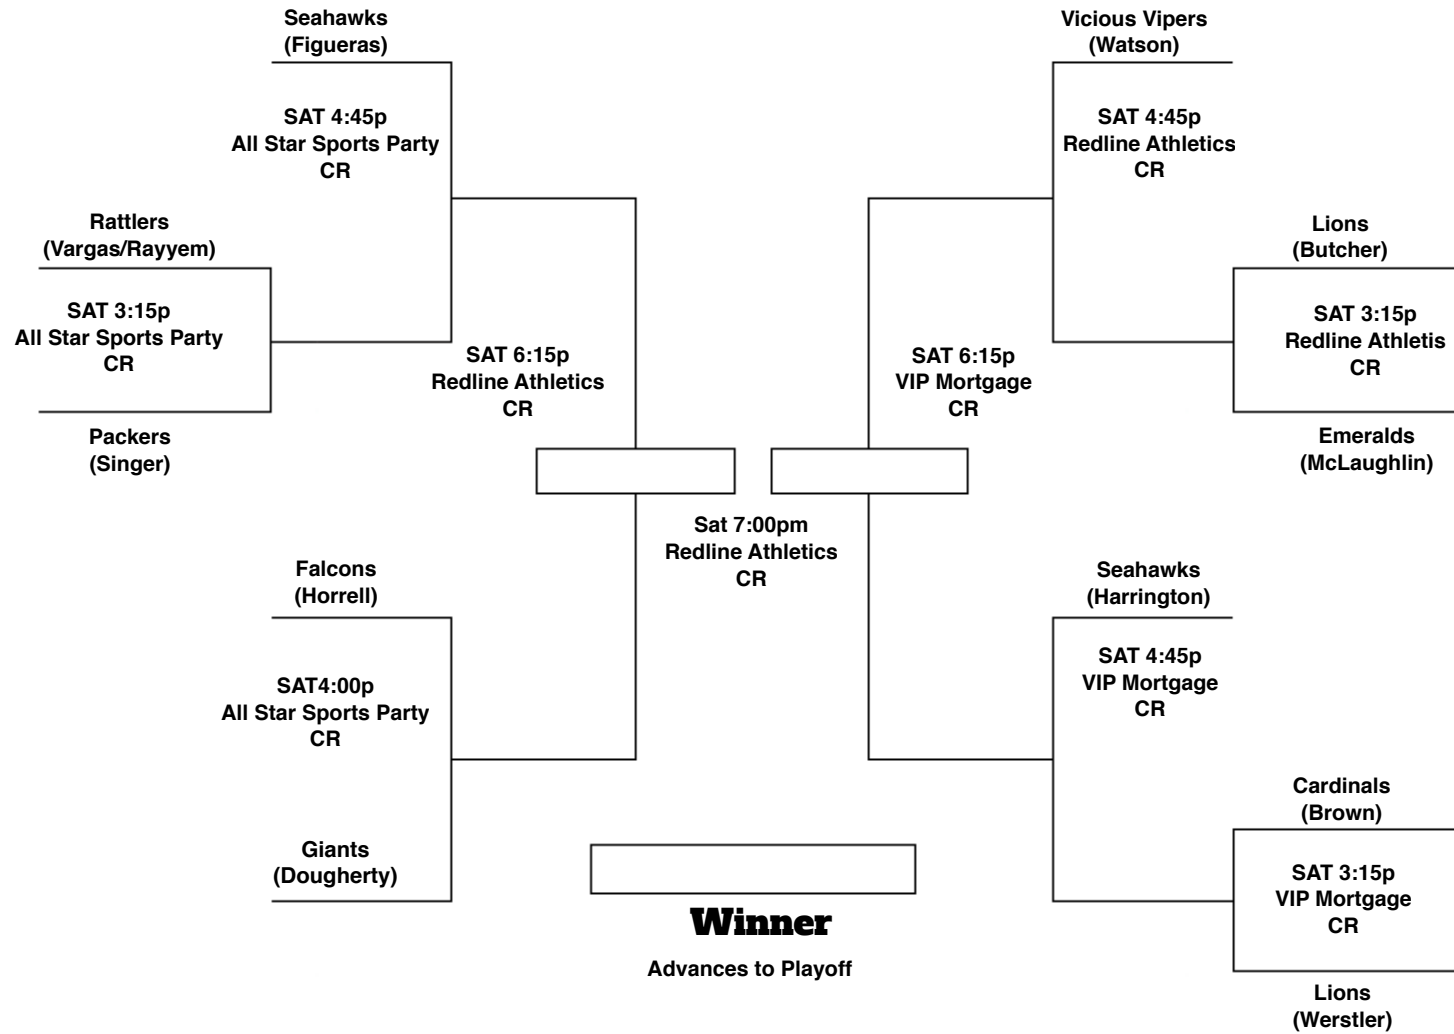 Seahawks
(Figueras)
SAT 4:45p
All Star Sports Party
CR
Rattlers
(Vargas/Rayyem)
SAT 3:15p
All Star Sports Party
CR
Packers
(Singer)
SAT 6:15p
Redline Athletics
CR
Falcons
(Horrell)
SAT4:00p
All Star Sports Party
CR
Giants
(Dougherty)
Sat 7:00pm
Redline Athletics
CR
Winner
Advances to Playoff
Vicious Vipers
(Watson)
SAT 4:45p
Redline Athletics
CR
Lions
(Butcher)
SAT 3:15p
Redline Athletis
CR
Emeralds
(McLaughlin)
SAT 6:15p
VIP Mortgage
CR
Seahawks
(Harrington)
SAT 4:45p
VIP Mortgage
CR
Cardinals
(Brown)
SAT 3:15p
VIP Mortgage
CR
Lions
(Werstler)